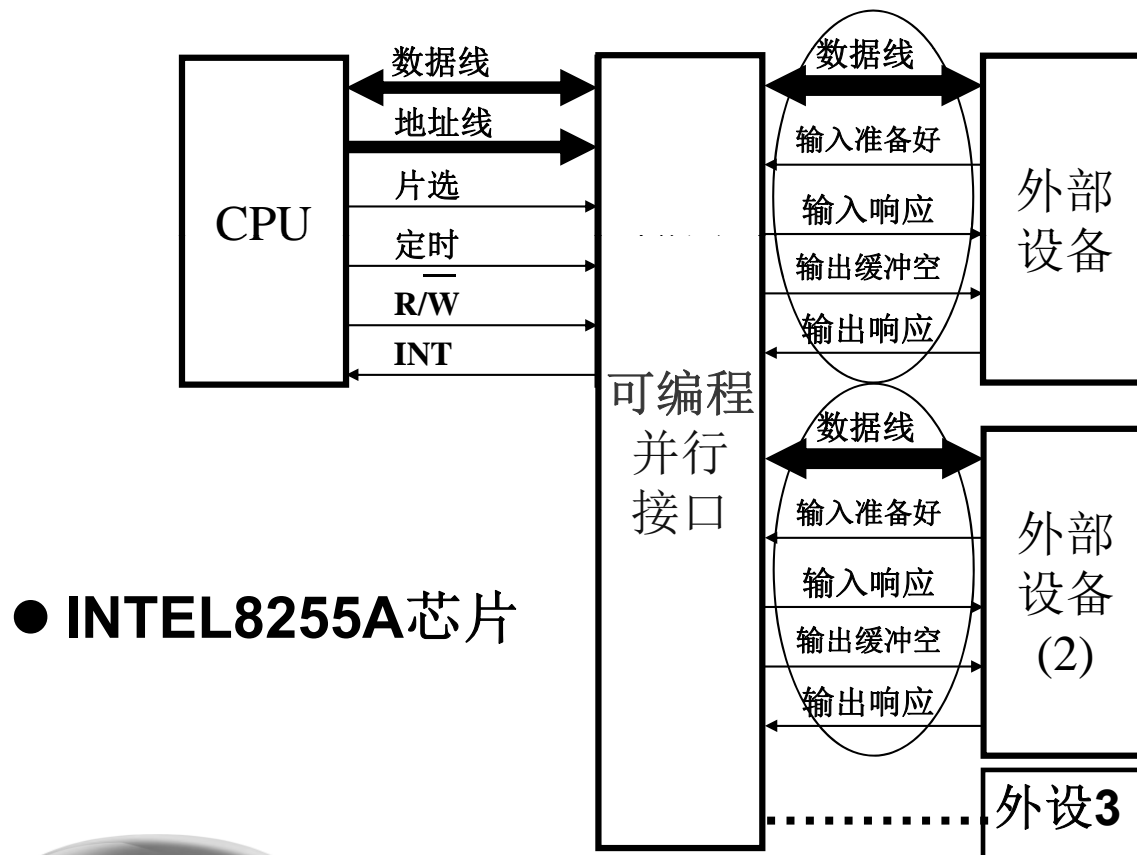 数据线
地址线
片选
定时
R/W̅
INT
CPU
可编程
并行
接口
数据线
输入准备好
输入响应
输出缓冲空
输出响应
外部
设备
数据线
输入准备好
输入响应
输出缓冲空
输出响应
外部
设备
(2)
外设3
● INTEL8255A芯片